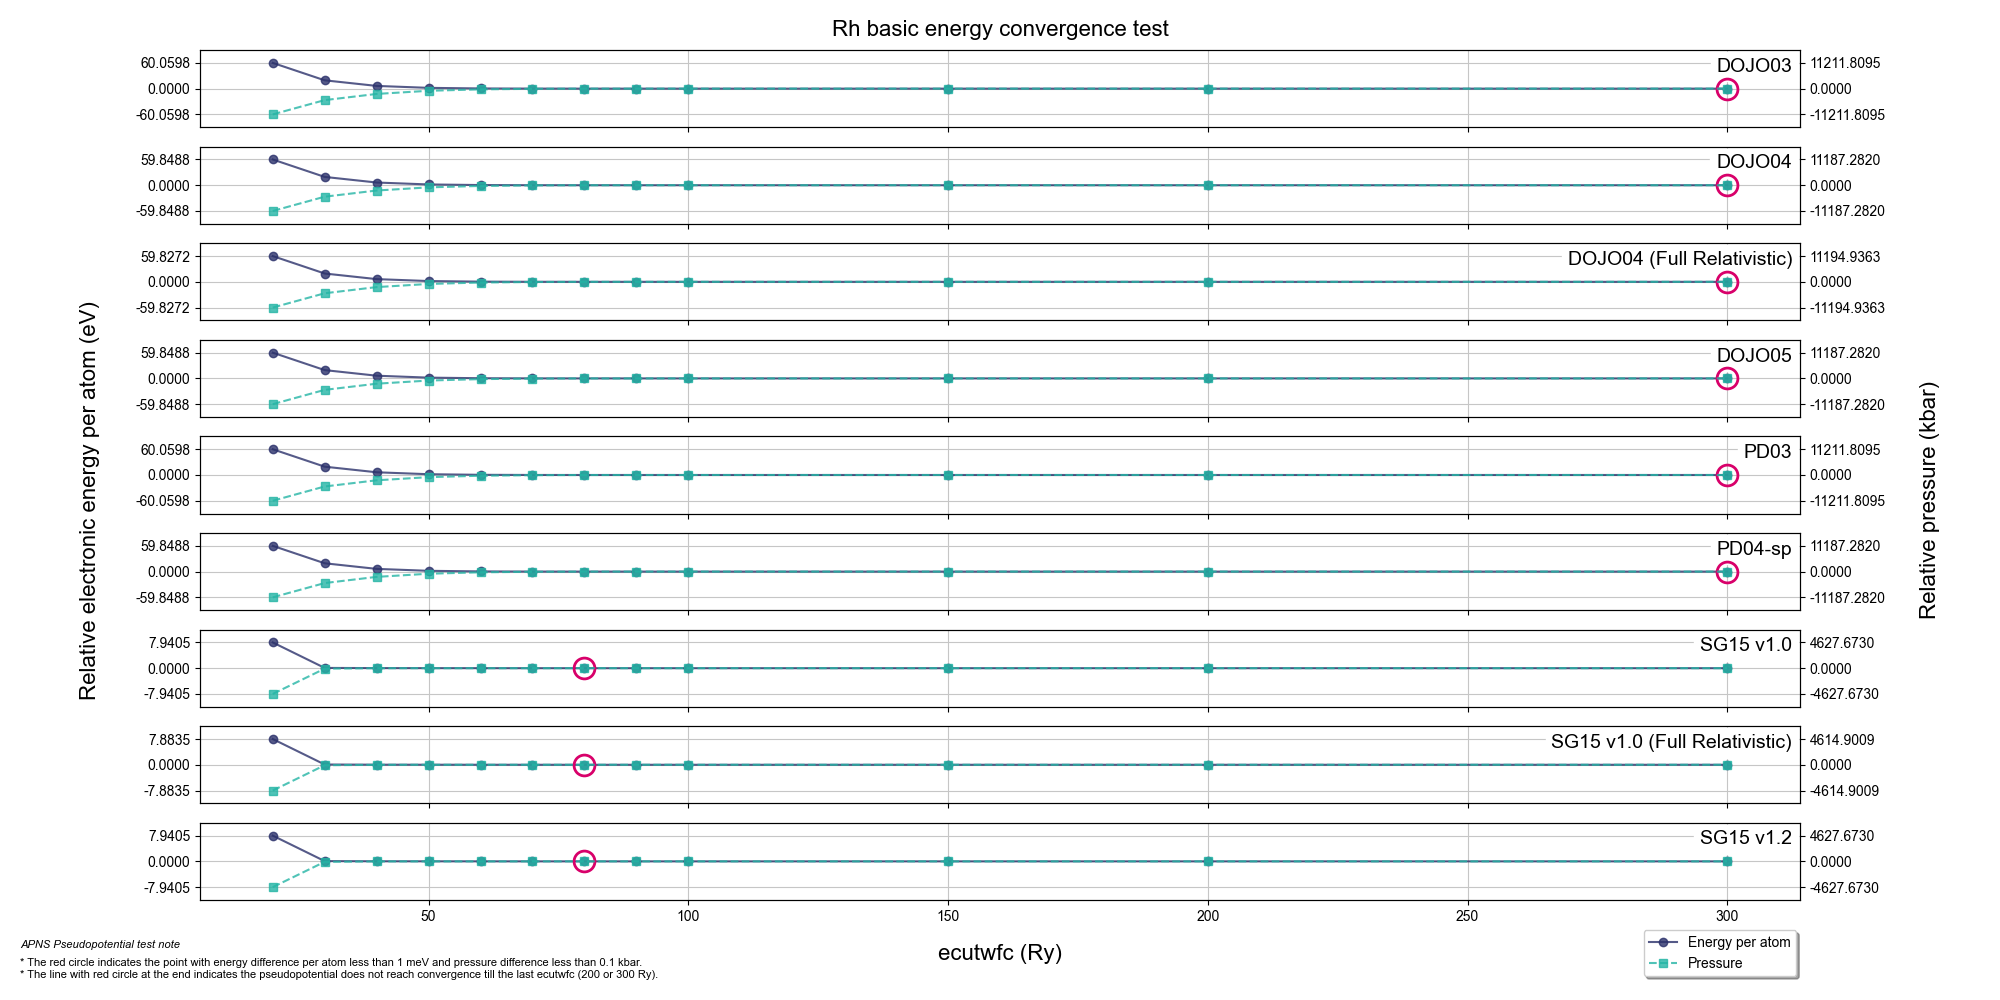 Rh basic energy convergence test
60.0598
0.0000
-60.0598
DOJO03
11211.8095
0.0000
-11211.8095
59.8488
0.0000
-59.8488
DOJO04
11187.2820
0.0000
-11187.2820
59.8272
0.0000
-59.8272
DOJO04 (Full Relativistic)
11194.9363
0.0000
-11194.9363
59.8488
0.0000
-59.8488
DOJO05
11187.2820
0.0000
-11187.2820
60.0598
0.0000
-60.0598
PD03
11211.8095
0.0000
-11211.8095
59.8488
0.0000
-59.8488
PD04-sp
11187.2820
0.0000
-11187.2820
7.9405
0.0000
-7.9405
SG15 v1.0
4627.6730
0.0000
-4627.6730
7.8835
0.0000
-7.8835
SG15 v1.0 (Full Relativistic)
4614.9009
0.0000
-4614.9009
7.9405
0.0000
-7.9405
SG15 v1.2
4627.6730
0.0000
-4627.6730
Relative electronic energy per atom (eV)
Relative pressure (kbar)
50 100 150 200 250 300
ecutwfc (Ry)
Energy per atom
Pressure
APNS Pseudopotential test note
* The red circle indicates the point with energy difference per atom less than 1 meV and pressure difference less than 0.1 kbar.
* The line with red circle at the end indicates the pseudopotential does not reach convergence till the last ecutwfc (200 or 300 Ry).